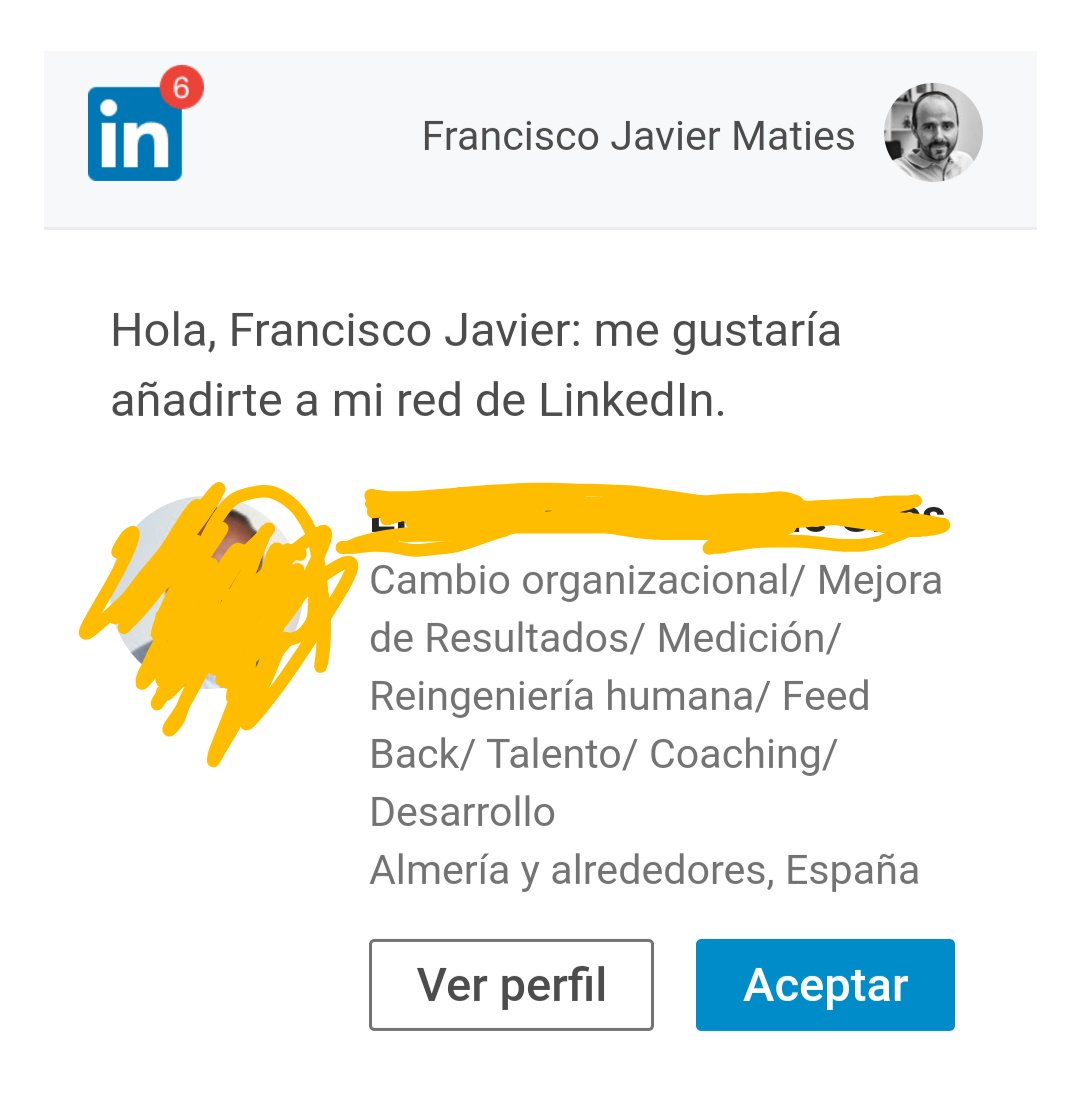 in
6
Francisco Javier Maties
Hola, Francisco Javier: me gustaría
añadirte a mi red de LinkedIn.
Cambio organizacional/ Mejora
de Resultados/ Medición/
Reingeniería humana/ Feed
Back/ Talento/ Coaching/
Desarrollo
Almería y alrededores, España
Ver perfil
Aceptar